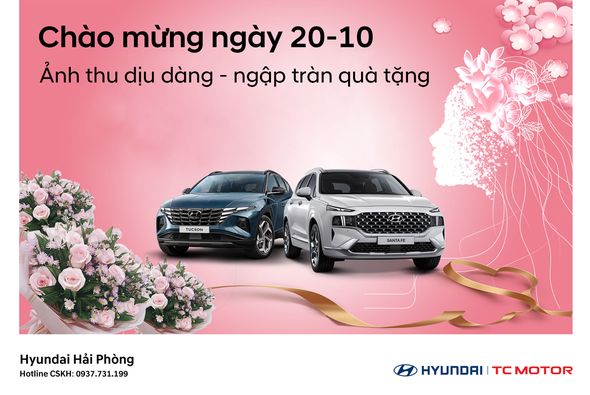 Chào mừng ngày 20-10
Ảnh thu dịu dàng - ngập tràn quà tặng
TUCSON
SANTA FE
Hyundai Hải Phòng
Hotline CSKH: 0937.731.199
HYUNDAI | TC MOTOR